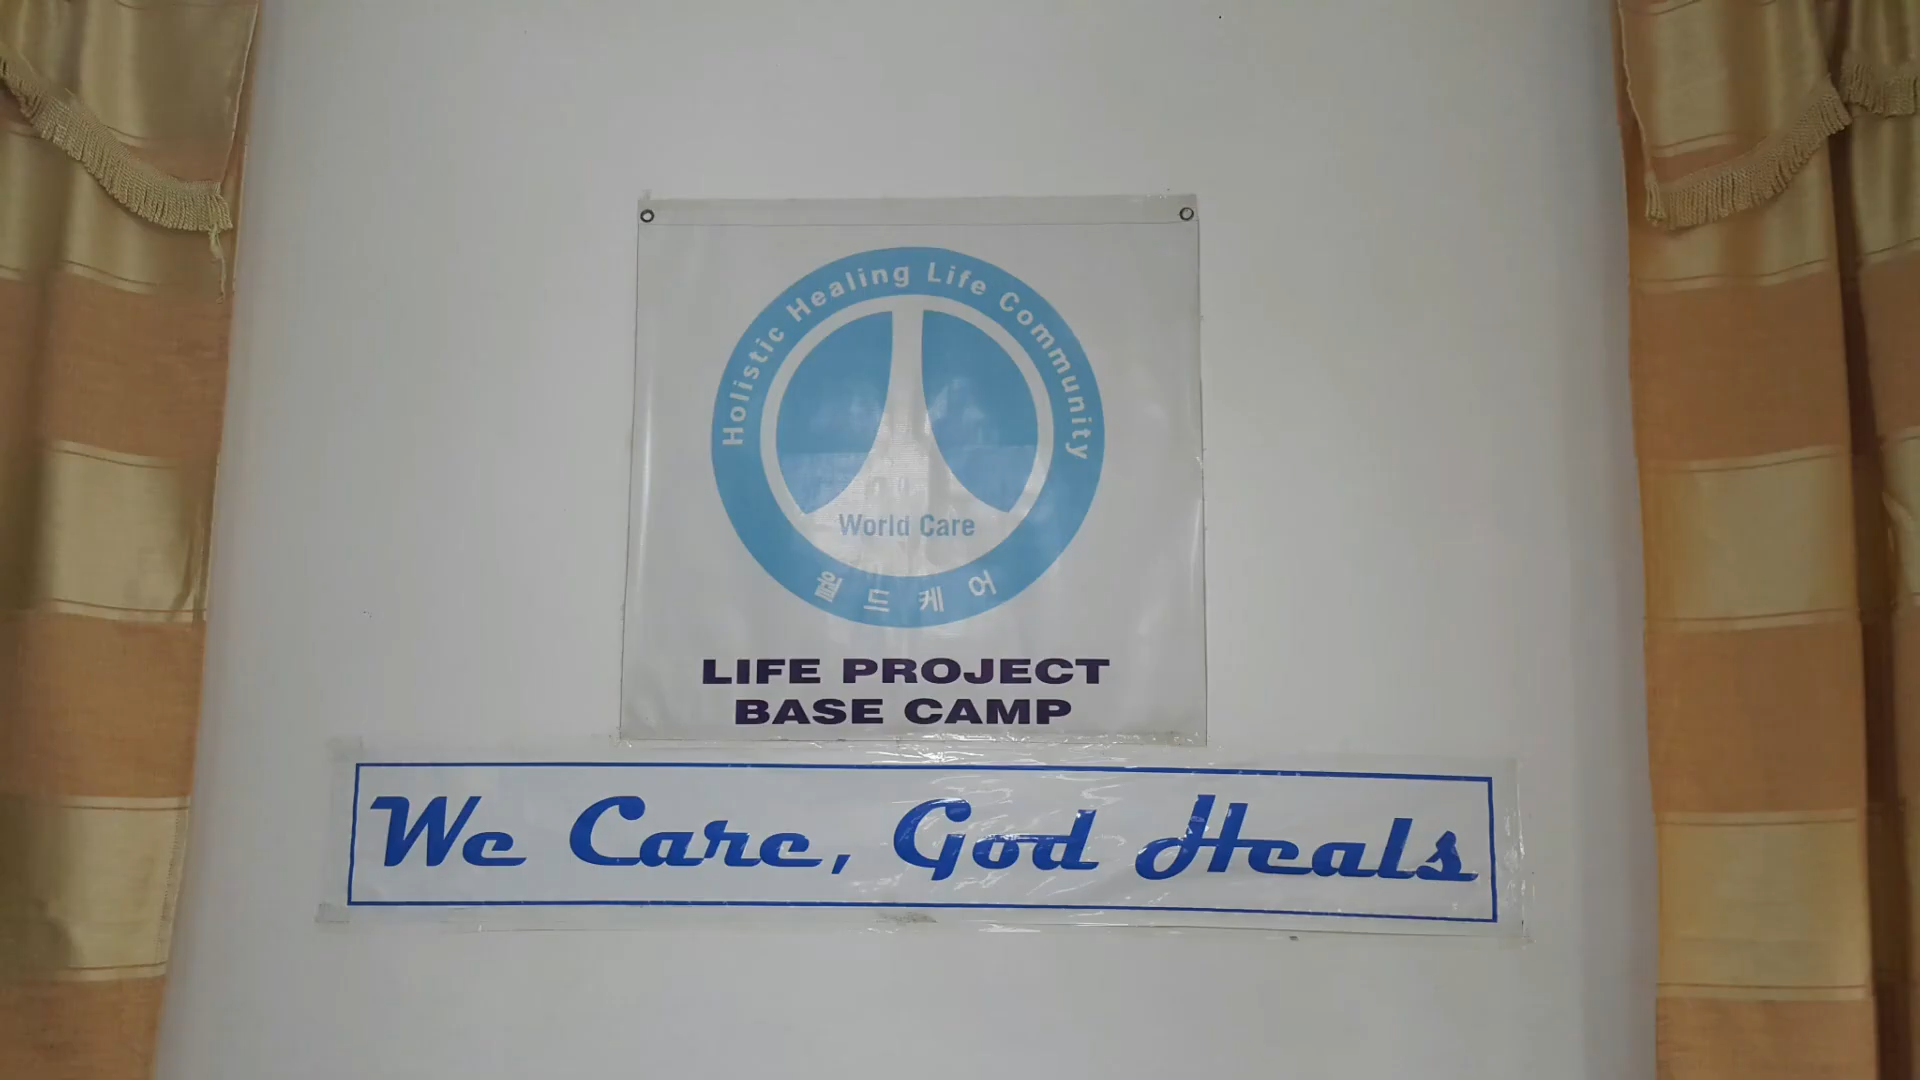 Holistic Healing Life Community
World Care
월드케어
LIFE PROJECT
BASE CAMP
We Care, God Heals